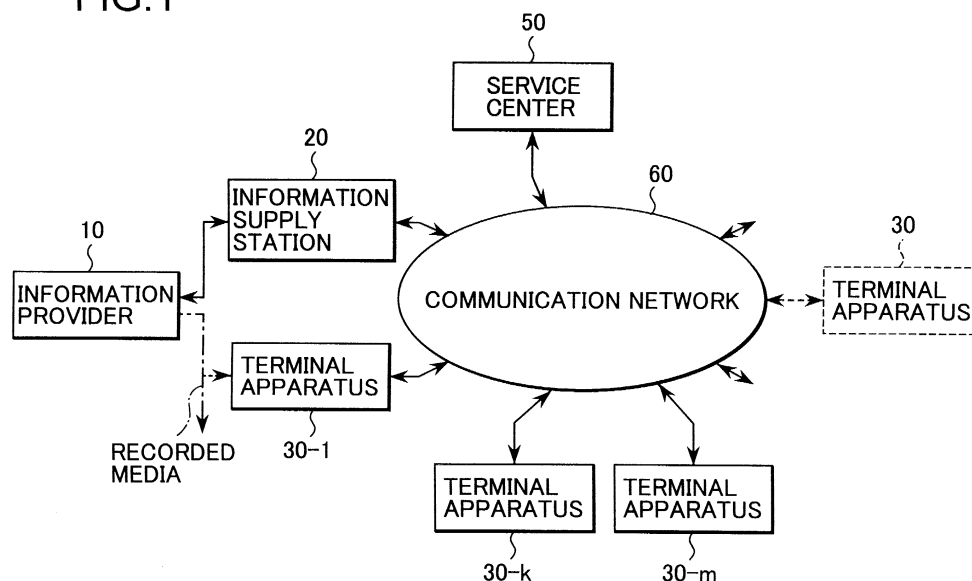 FIG.1
50
SERVICE
CENTER
20
INFORMATION
SUPPLY
STATION
60
10
INFORMATION
PROVIDER
COMMUNICATION NETWORK
30
TERMINAL
APPARATUS
TERMINAL
APPARATUS
30-1
RECORDED
MEDIA
TERMINAL
APPARATUS
30-k
TERMINAL
APPARATUS
30-m